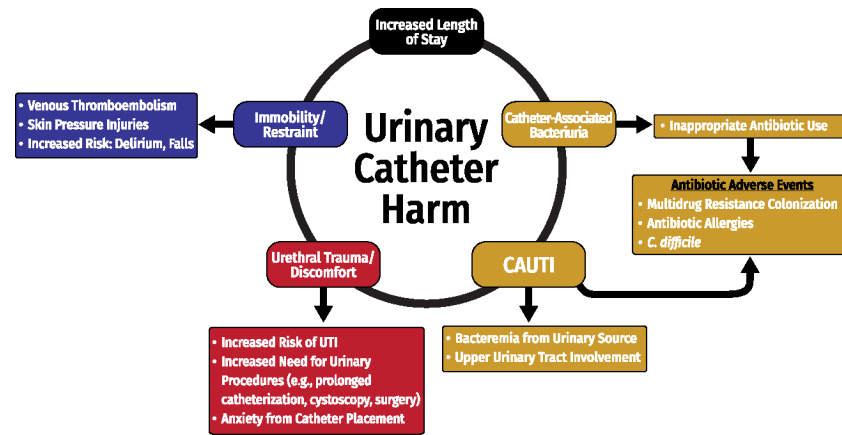 Increased Length
of Stay
• Venous Thromboembolism
• Skin Pressure Injuries
• Increased Risk: Delirium, Falls
Immobility/
Restraint
Urinary
Catheter
Harm
Catheter-Associated
Bacteriuria
• Inappropriate Antibiotic Use
Antibiotic Adverse Events
• Multidrug Resistance Colonization
• Antibiotic Allergies
• C. difficile
Urethral Trauma/
Discomfort
CAUTI
• Increased Risk of UTI
• Increased Need for Urinary
Procedures (e.g., prolonged
catheterization, cystoscopy, surgery)
• Anxiety from Catheter Placement
• Bacteremia from Urinary Source
• Upper Urinary Tract Involvement